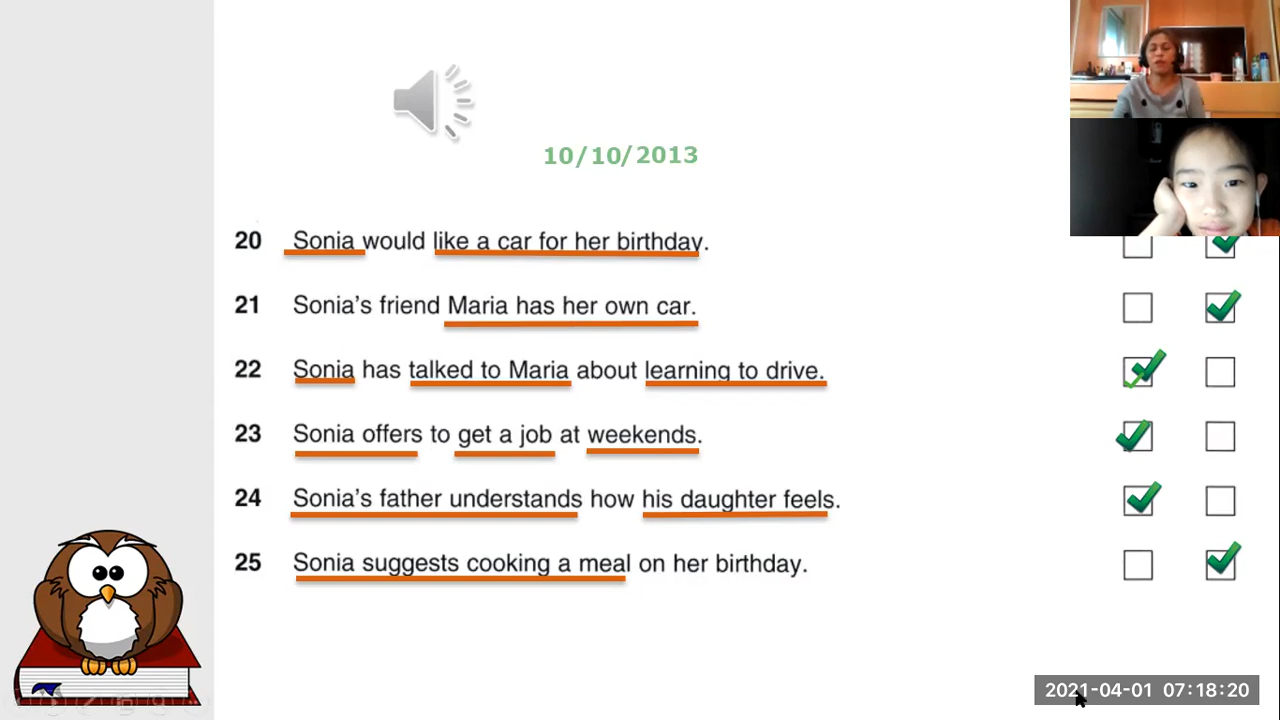 10/10/2013
20 Sonia would like a car for her birthday.
21 Sonia's friend Maria has her own car.
22 Sonia has talked to Maria about learning to drive.
23 Sonia offers to get a job at weekends.
24 Sonia's father understands how his daughter feels.
25 Sonia suggests cooking a meal on her birthday.
2021-04-01 07:18:20